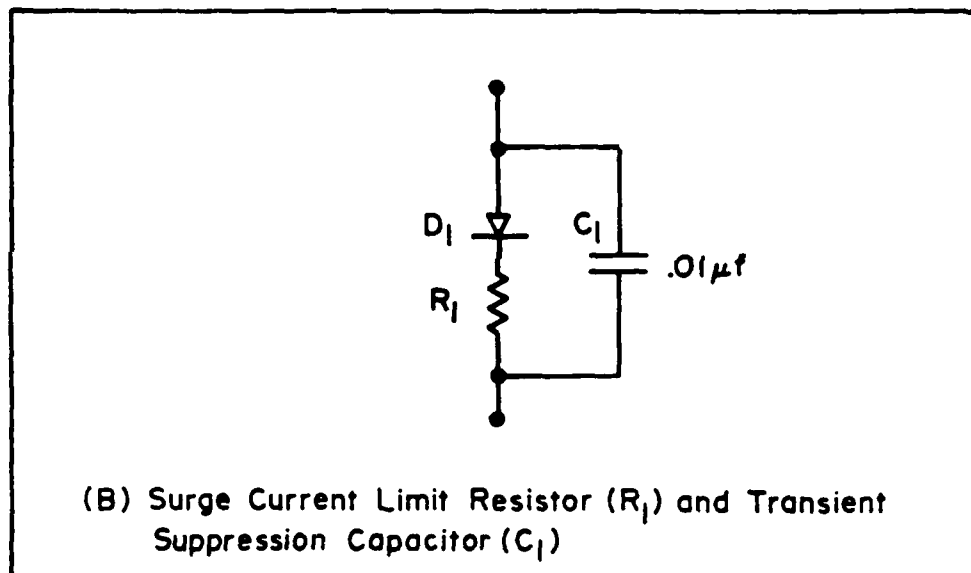 D1
C1
.01μf
R1
(B) Surge Current Limit Resistor (R1) and Transient
Suppression Capacitor (C1)